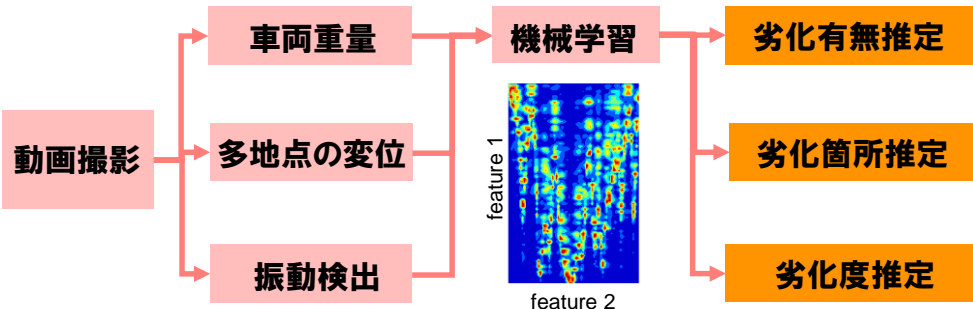 動画撮影
車両重量
多地点の変位
振動検出
機械学習
feature 1
feature 2
劣化有無推定
劣化箇所推定
劣化度推定